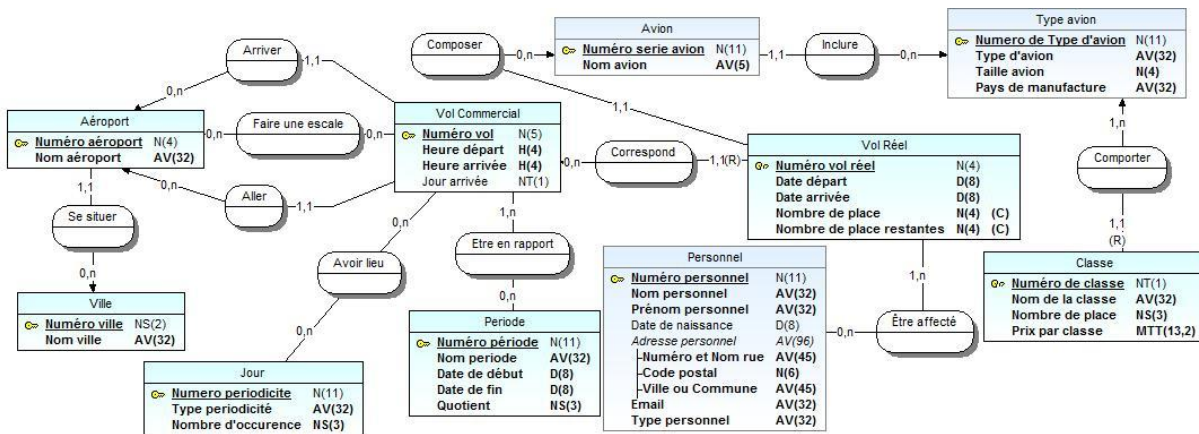 Arriver
0,n
1,1
Aéroport
Numéro aéroport N(4)
Nom aéroport AV(32)
0,n
Faire une escale
0,n
0,n
Aller
1,1
1,1
Se situer
0,n
Ville
Numéro ville NS(2)
Nom ville AV(32)
Vol Commercial
Numéro vol N(5)
Heure départ H(4)
Heure arrivée H(4)
Jour arrivée NT(1)
0,n
Avoir lieu
0,n
Jour
Numero periodicite N(11)
Type periodicité AV(32)
Nombre d'occurence NS(3)
1,n
Etre en rapport
0,n
Periode
Numéro période N(11)
Nom periode AV(32)
Date de début D(8)
Date de fin D(8)
Quotient NS(3)
Composer
0,n
1,1
Avion
Numéro serie avion N(11)
Nom avion AV(5)
1,1
Inclure
0,n
Type avion
Numero de Type d'avion N(11)
Type d'avion AV(32)
Taille avion N(4)
Pays de manufacture AV(32)
0,n
Correspond
1,1(R)
Vol Réel
Numéro vol réel N(4)
Date départ D(8)
Date arrivée D(8)
Nombre de place N(4) (C)
Nombre de place restantes N(4) (C)
1,n
Comporter
1,1
(R)
Classe
Numéro de classe NT(1)
Nom de la classe AV(32)
Nombre de place NS(3)
Prix par classe MTT(13,2)
Personnel
Numéro personnel N(11)
Nom personnel AV(32)
Prénom personnel AV(32)
Date de naissance D(8)
Adresse personnel AV(96)
Numéro et Nom rue AV(45)
Code postal N(6)
Ville ou Commune AV(45)
Email AV(32)
Type personnel AV(32)
0,n
Être affecté
1,n